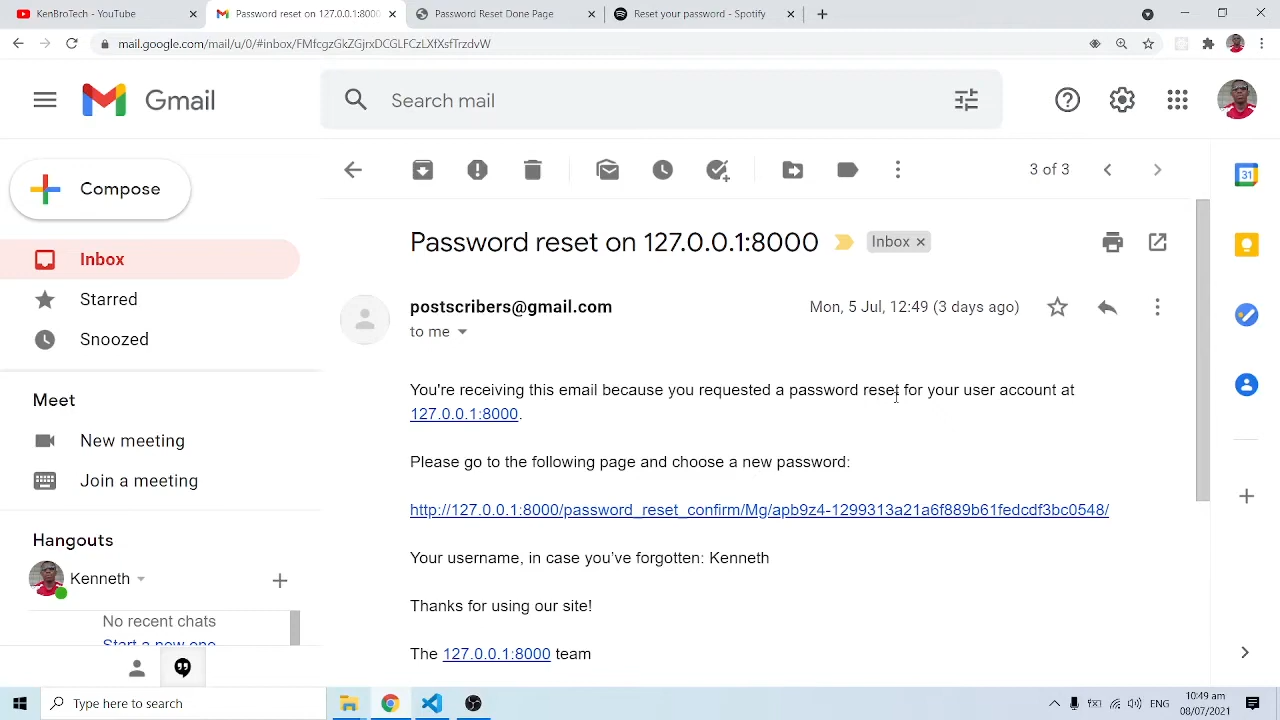 KenBroTech - YouTube
Password reset on 127.0.0.1:8000
Password Reset Done Page
Reset your password - Spotify
mail.google.com/mail/u/0/#inbox/FMfcgzGkZGjrxDCGLFCzLXfXsfTrzdVW
Gmail
Search mail
Compose
3 of 3
31
Inbox
Starred
Snoozed
Meet
New meeting
Join a meeting
Hangouts
Kenneth
No recent chats
Start a new one
Password reset on 127.0.0.1:8000
Inbox
postscribers@gmail.com
Mon, 5 Jul, 12:49 (3 days ago)
to me
You're receiving this email because you requested a password reset for your user account at
127.0.0.1:8000.
Please go to the following page and choose a new password:
http://127.0.0.1:8000/password_reset_confirm/Mg/apb9z4-1299313a21a6f889b61fedcdf3bc0548/
Your username, in case you’ve forgotten: Kenneth
Thanks for using our site!
The 127.0.0.1:8000 team
Type here to search
ENG
10:49 am
08/07/2021